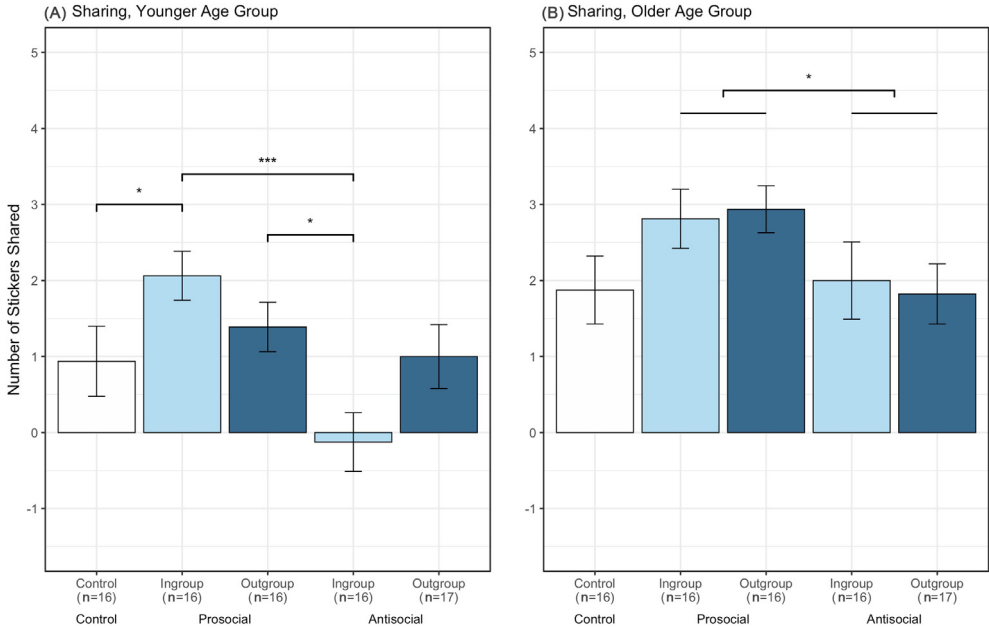 (A) Sharing, Younger Age Group
(B) Sharing, Older Age Group
Number of Stickers Shared
5
4
3
2
1
0
-1
*
***
*
Control
(n=16)
Ingroup
(n=16)
Outgroup
(n=16)
Ingroup
(n=16)
Outgroup
(n=17)
Control
Prosocial
Antisocial
5
4
3
2
1
0
-1
*
Control
(n=16)
Ingroup
(n=16)
Outgroup
(n=16)
Ingroup
(n=16)
Outgroup
(n=17)
Control
Prosocial
Antisocial